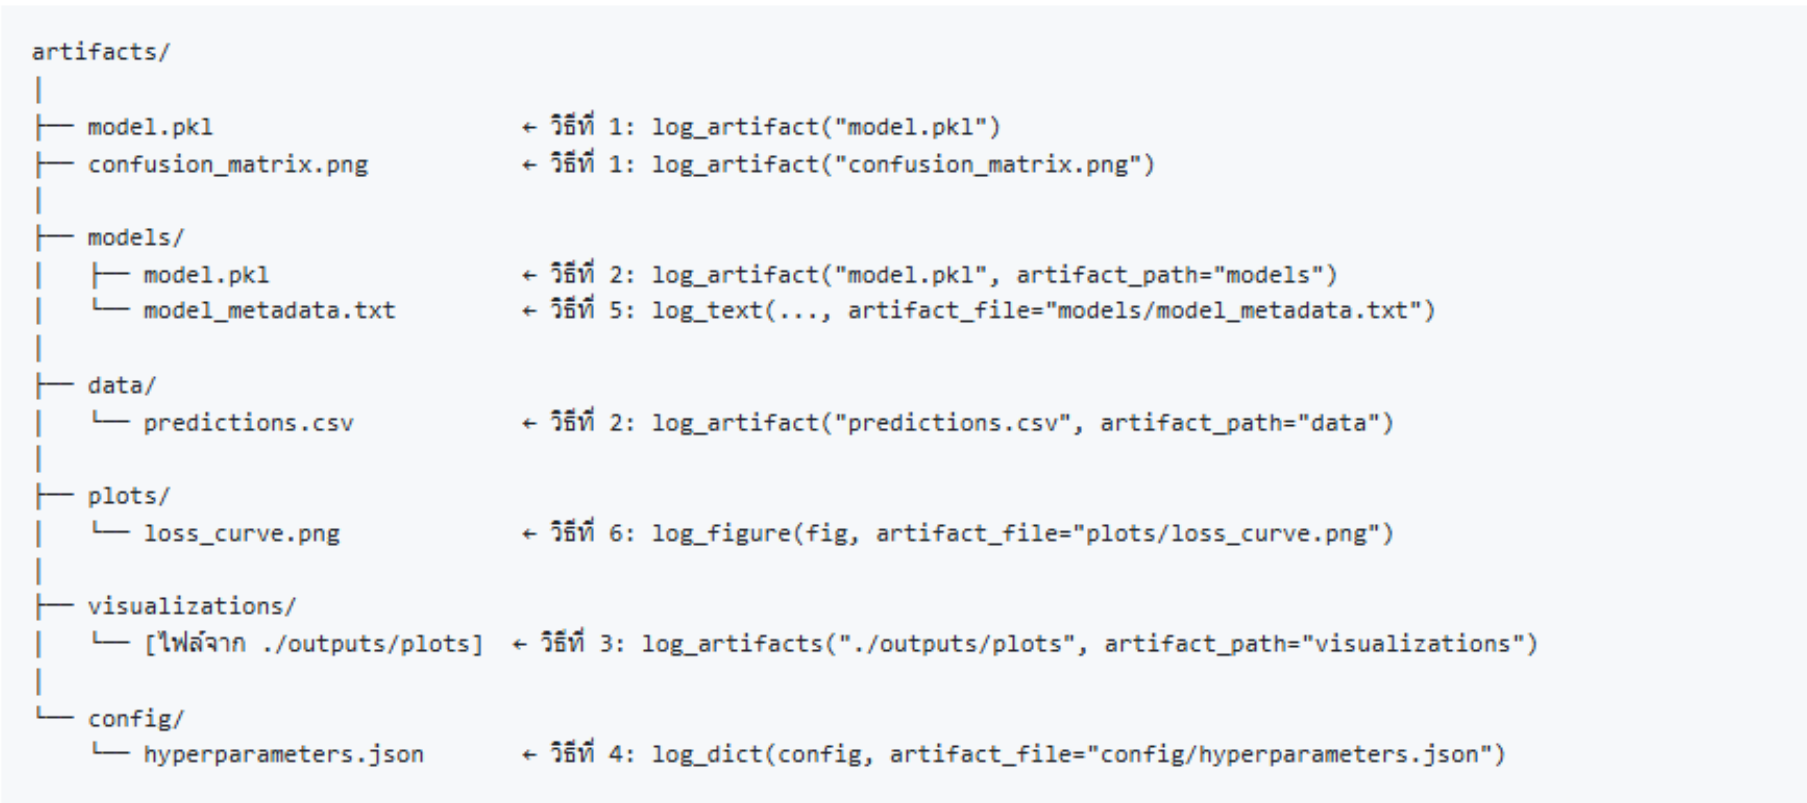 artifacts/
│
├── model.pkl                      ← วิธีที่ 1: log_artifact("model.pkl")
├── confusion_matrix.png           ← วิธีที่ 1: log_artifact("confusion_matrix.png")
│
├── models/
│   ├── model.pkl                  ← วิธีที่ 2: log_artifact("model.pkl", artifact_path="models")
│   └── model_metadata.txt         ← วิธีที่ 5: log_text(..., artifact_file="models/model_metadata.txt")
│
├── data/
│   └── predictions.csv            ← วิธีที่ 2: log_artifact("predictions.csv", artifact_path="data")
│
├── plots/
│   └── loss_curve.png             ← วิธีที่ 6: log_figure(fig, artifact_file="plots/loss_curve.png")
│
├── visualizations/
│   └── [ไฟล์จาก ./outputs/plots]  ← วิธีที่ 3: log_artifacts("./outputs/plots", artifact_path="visualizations")
│
└── config/
    └── hyperparameters.json       ← วิธีที่ 4: log_dict(config, artifact_file="config/hyperparameters.json")